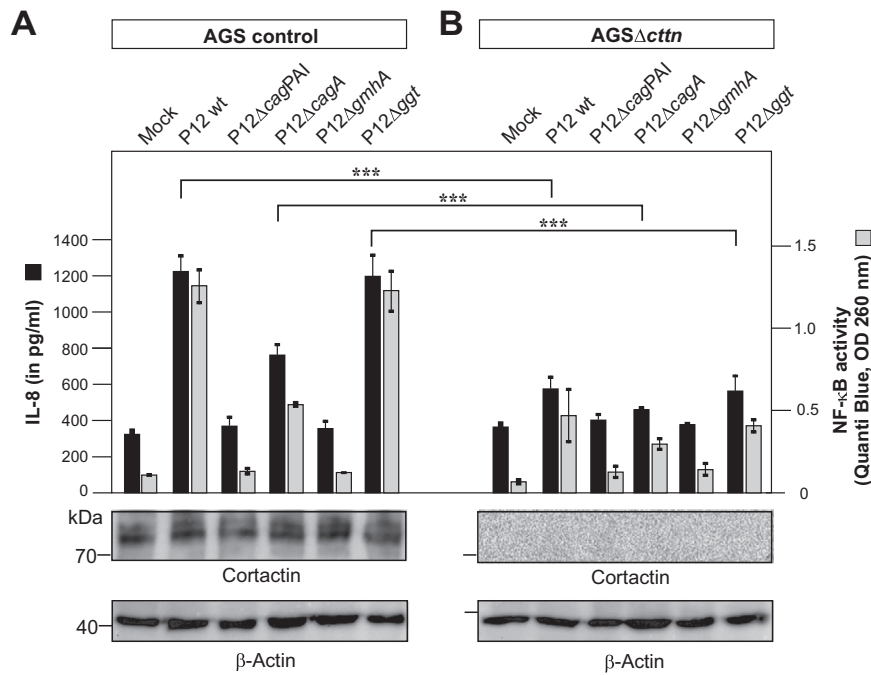 A
AGS control
B
AGSΔcttn
Mock
P12 wt
P12ΔcagPAI
P12ΔcagA
P12ΔgmhA
P12Δggt
Mock
P12 wt
P12ΔcagPAI
P12ΔcagA
P12ΔgmhA
P12Δggt
***
***
***
IL-8 (in pg/ml)
1400
1200
1000
800
600
400
200
0
1.5
1.0
0.5
0
NF-κB activity
(Quanti Blue, OD 260 nm)
kDa
70
Cortactin
Cortactin
40
β-Actin
β-Actin